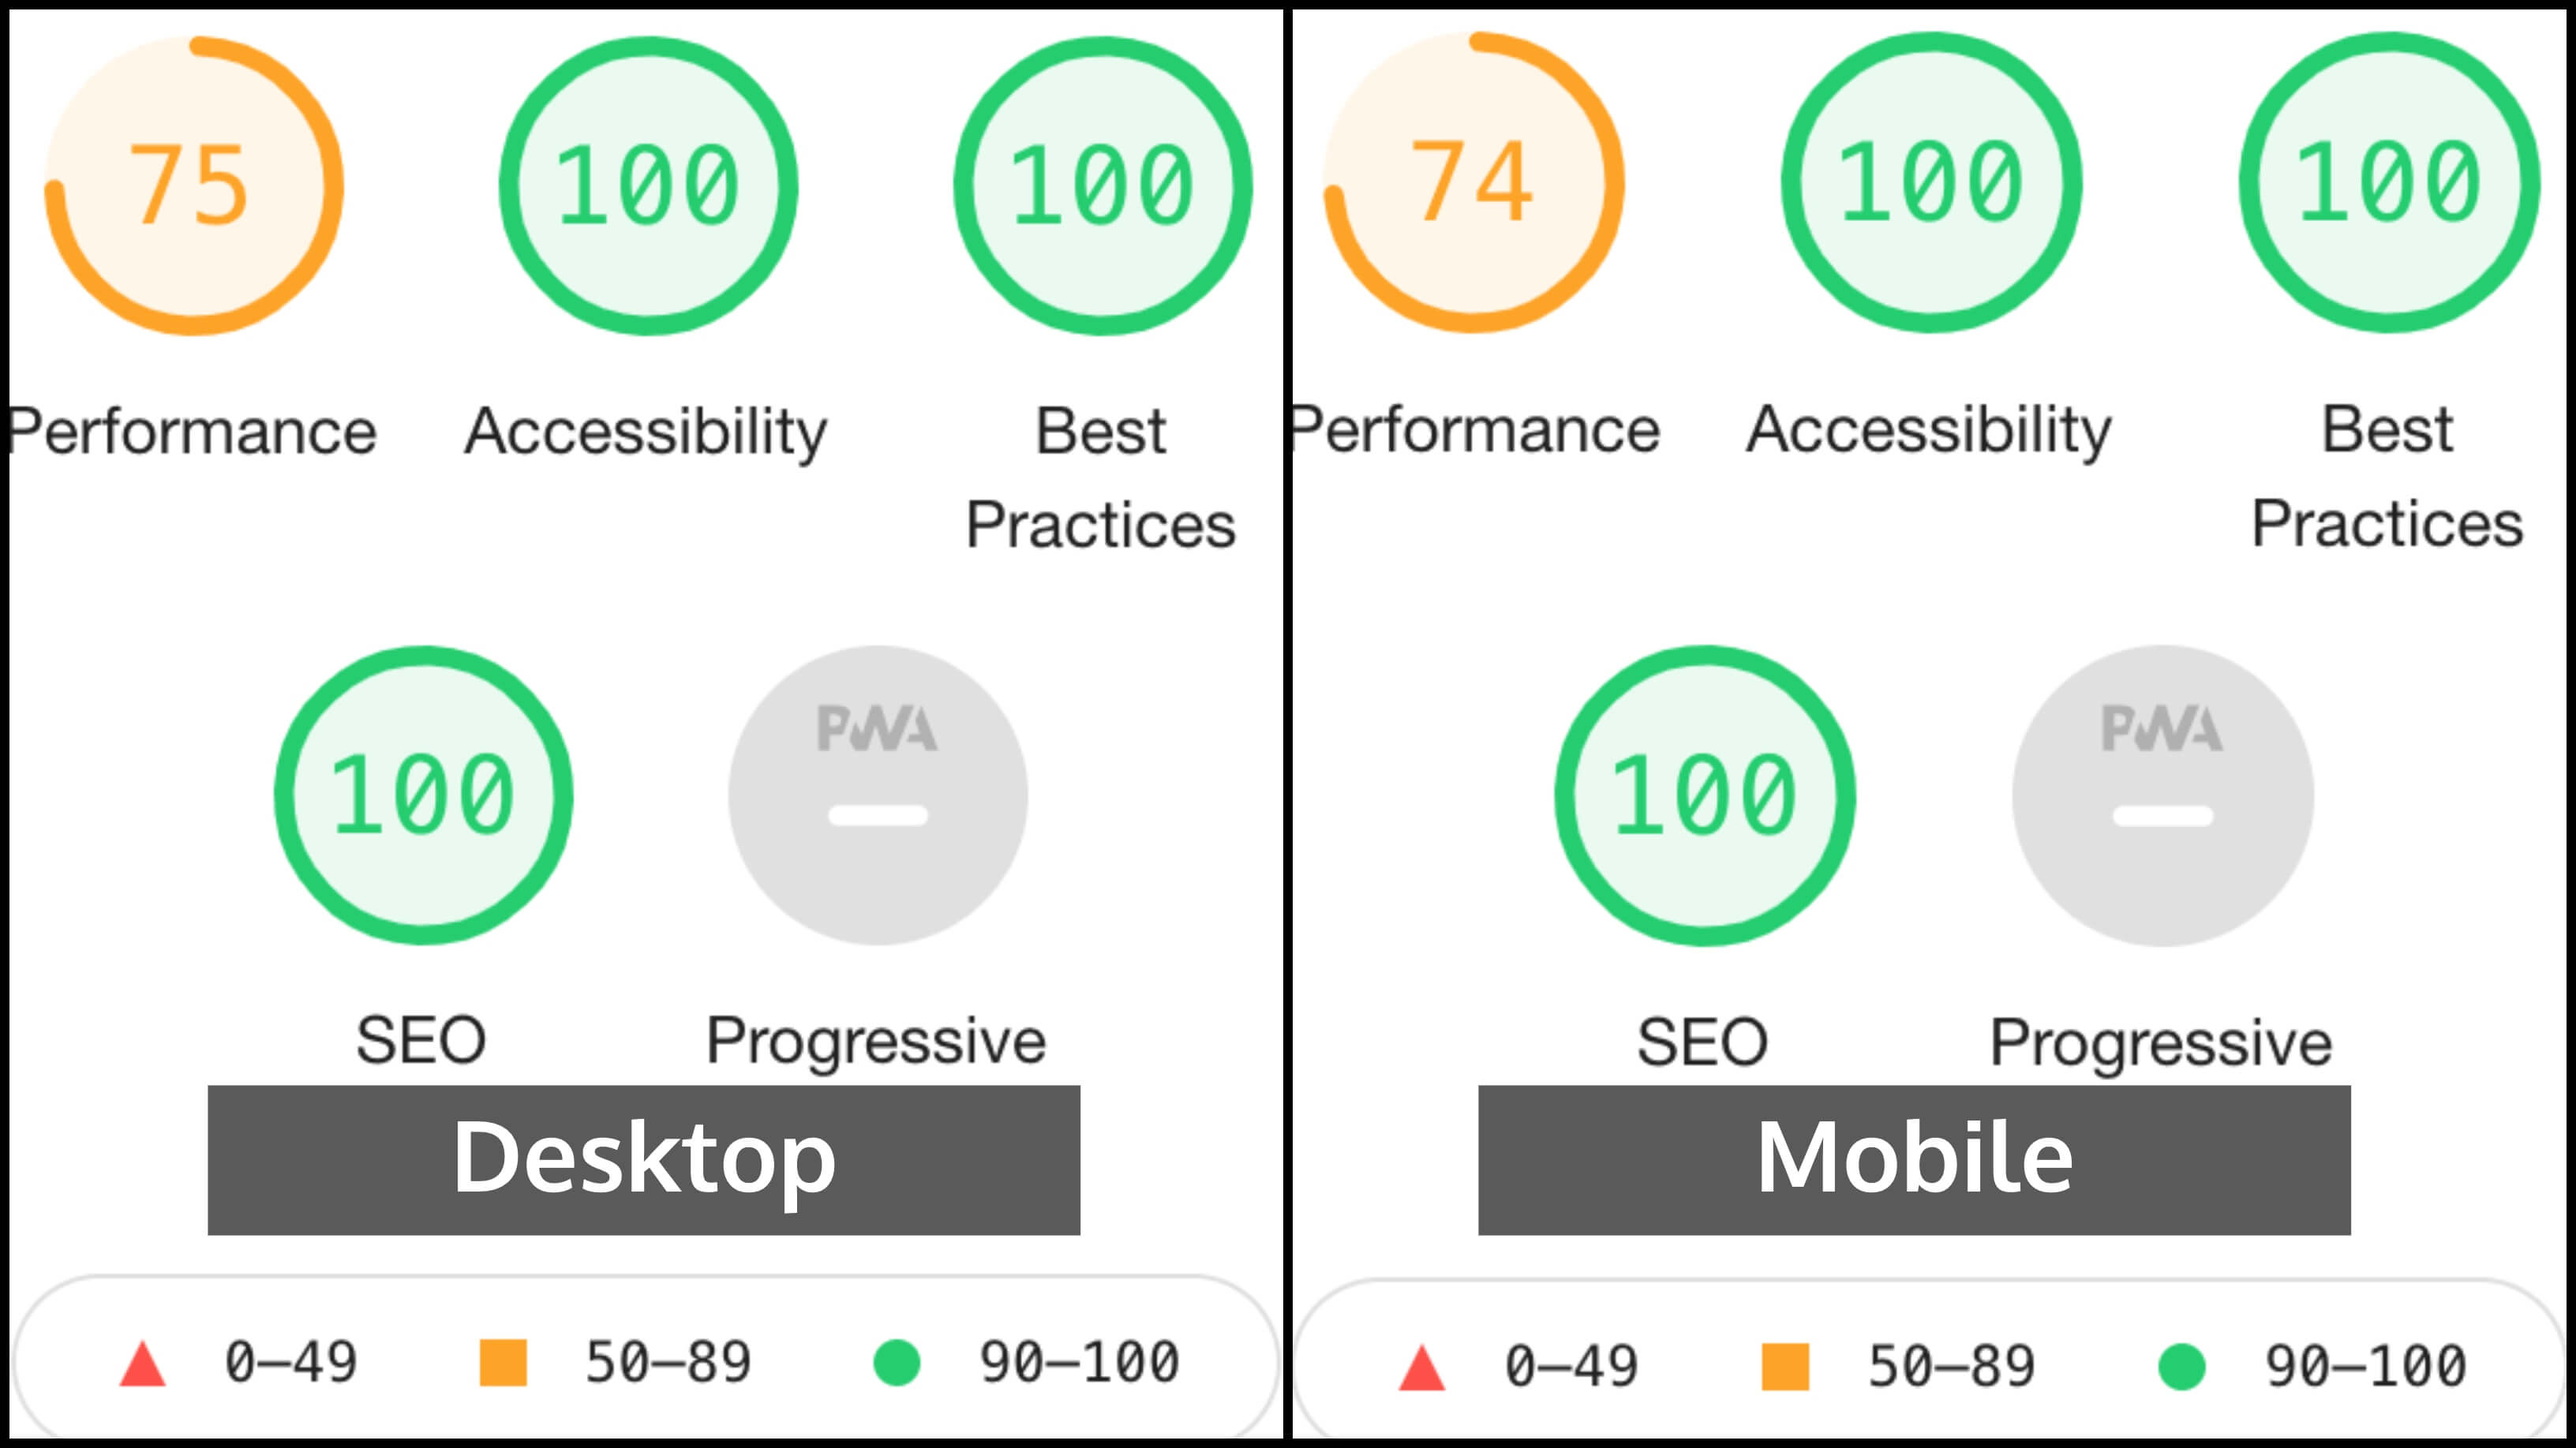 75
100
100
Performance
Accessibility
Best
Practices
100
PWA
SEO
Progressive
Desktop
0–49
50–89
90–100
74
100
100
Performance
Accessibility
Best
Practices
100
PWA
SEO
Progressive
Mobile
0–49
50–89
90–100